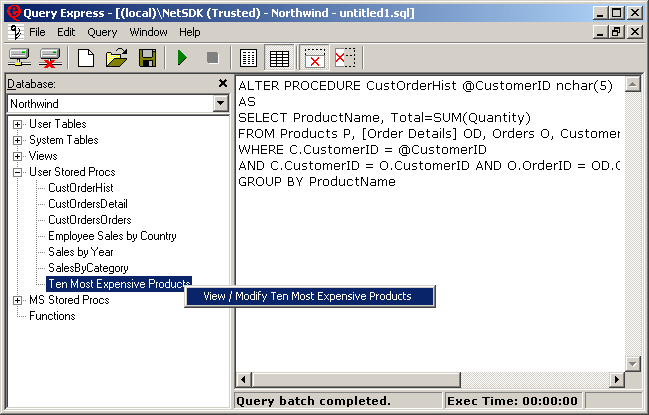 Query Express - [(local)\NetSDK (Trusted) - Northwind - untitled1.sql]
File Edit Query Window Help
Database:
Northwind
User Tables
System Tables
Views
User Stored Procs
CustOrderHist
CustOrdersDetail
CustOrdersOrders
Employee Sales by Country
Sales by Year
SalesByCategory
Ten Most Expensive Products
MS Stored Procs
Functions
View / Modify Ten Most Expensive Products
ALTER PROCEDURE CustOrderHist @CustomerID nchar(5)
AS
SELECT ProductName, Total=SUM(Quantity)
FROM Products P, [Order Details] OD, Orders O, Customer
WHERE C.CustomerID = @CustomerID
AND C.CustomerID = O.CustomerID AND O.OrderID = OD.O
GROUP BY ProductName
Query batch completed.
Exec Time: 00:00:00